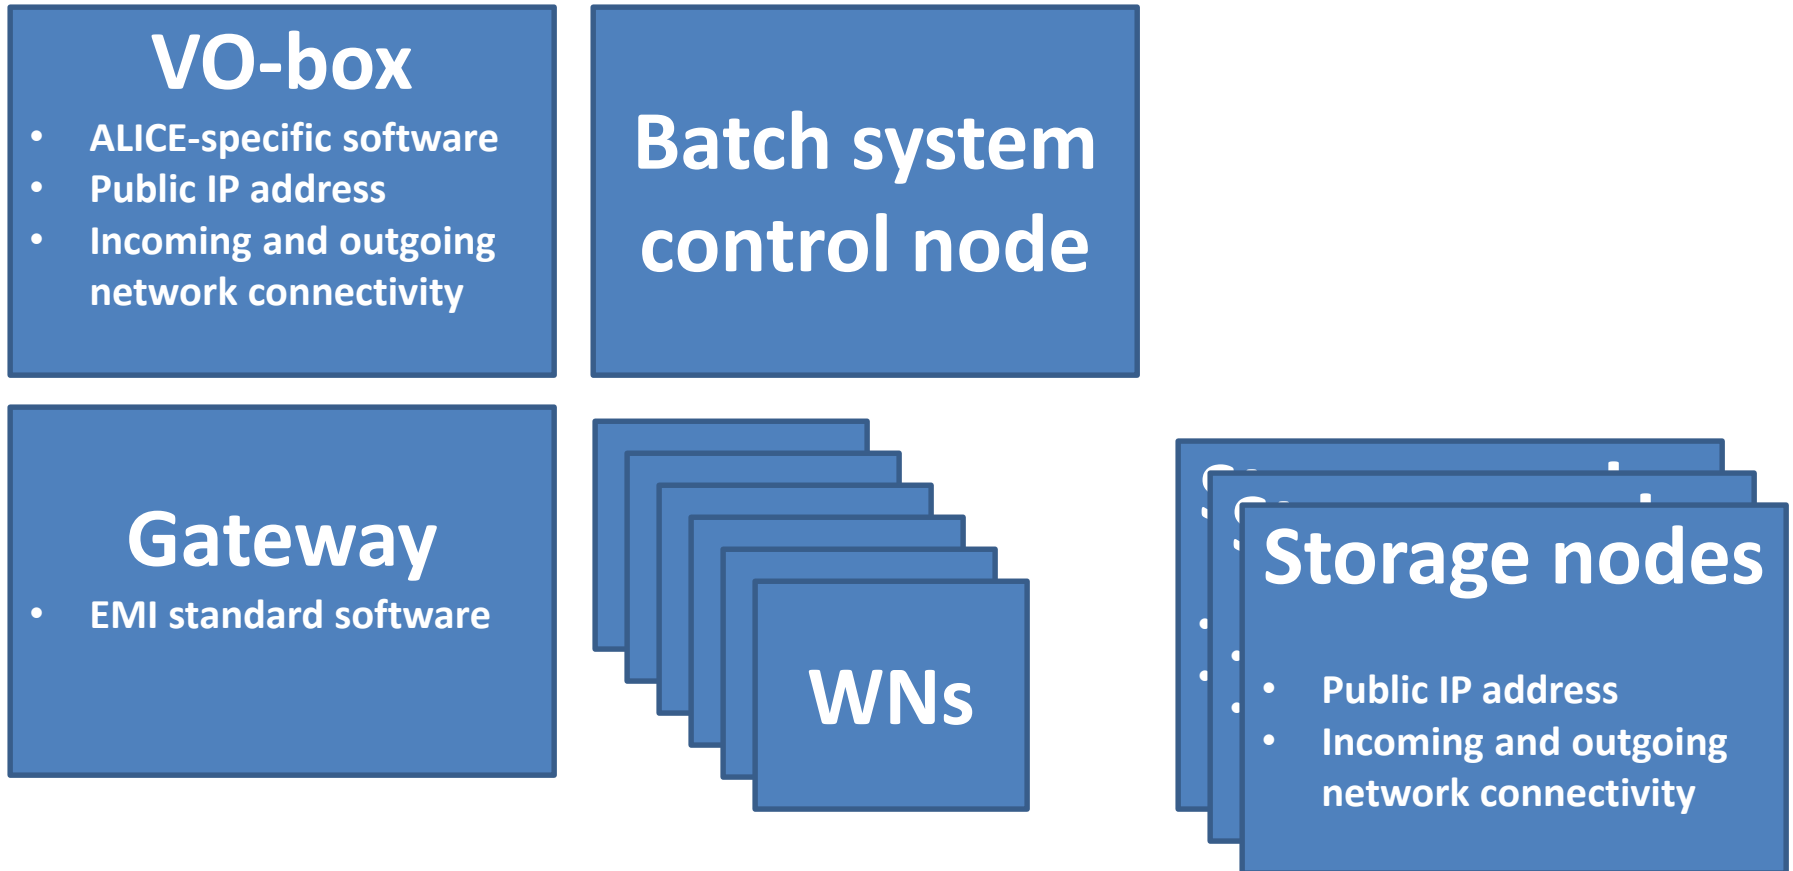 VO-box
• ALICE-specific software
• Public IP address
• Incoming and outgoing
network connectivity
Batch system
control node
Gateway
• EMI standard software
WNs
Storage nodes
• Public IP address
• Incoming and outgoing
network connectivity